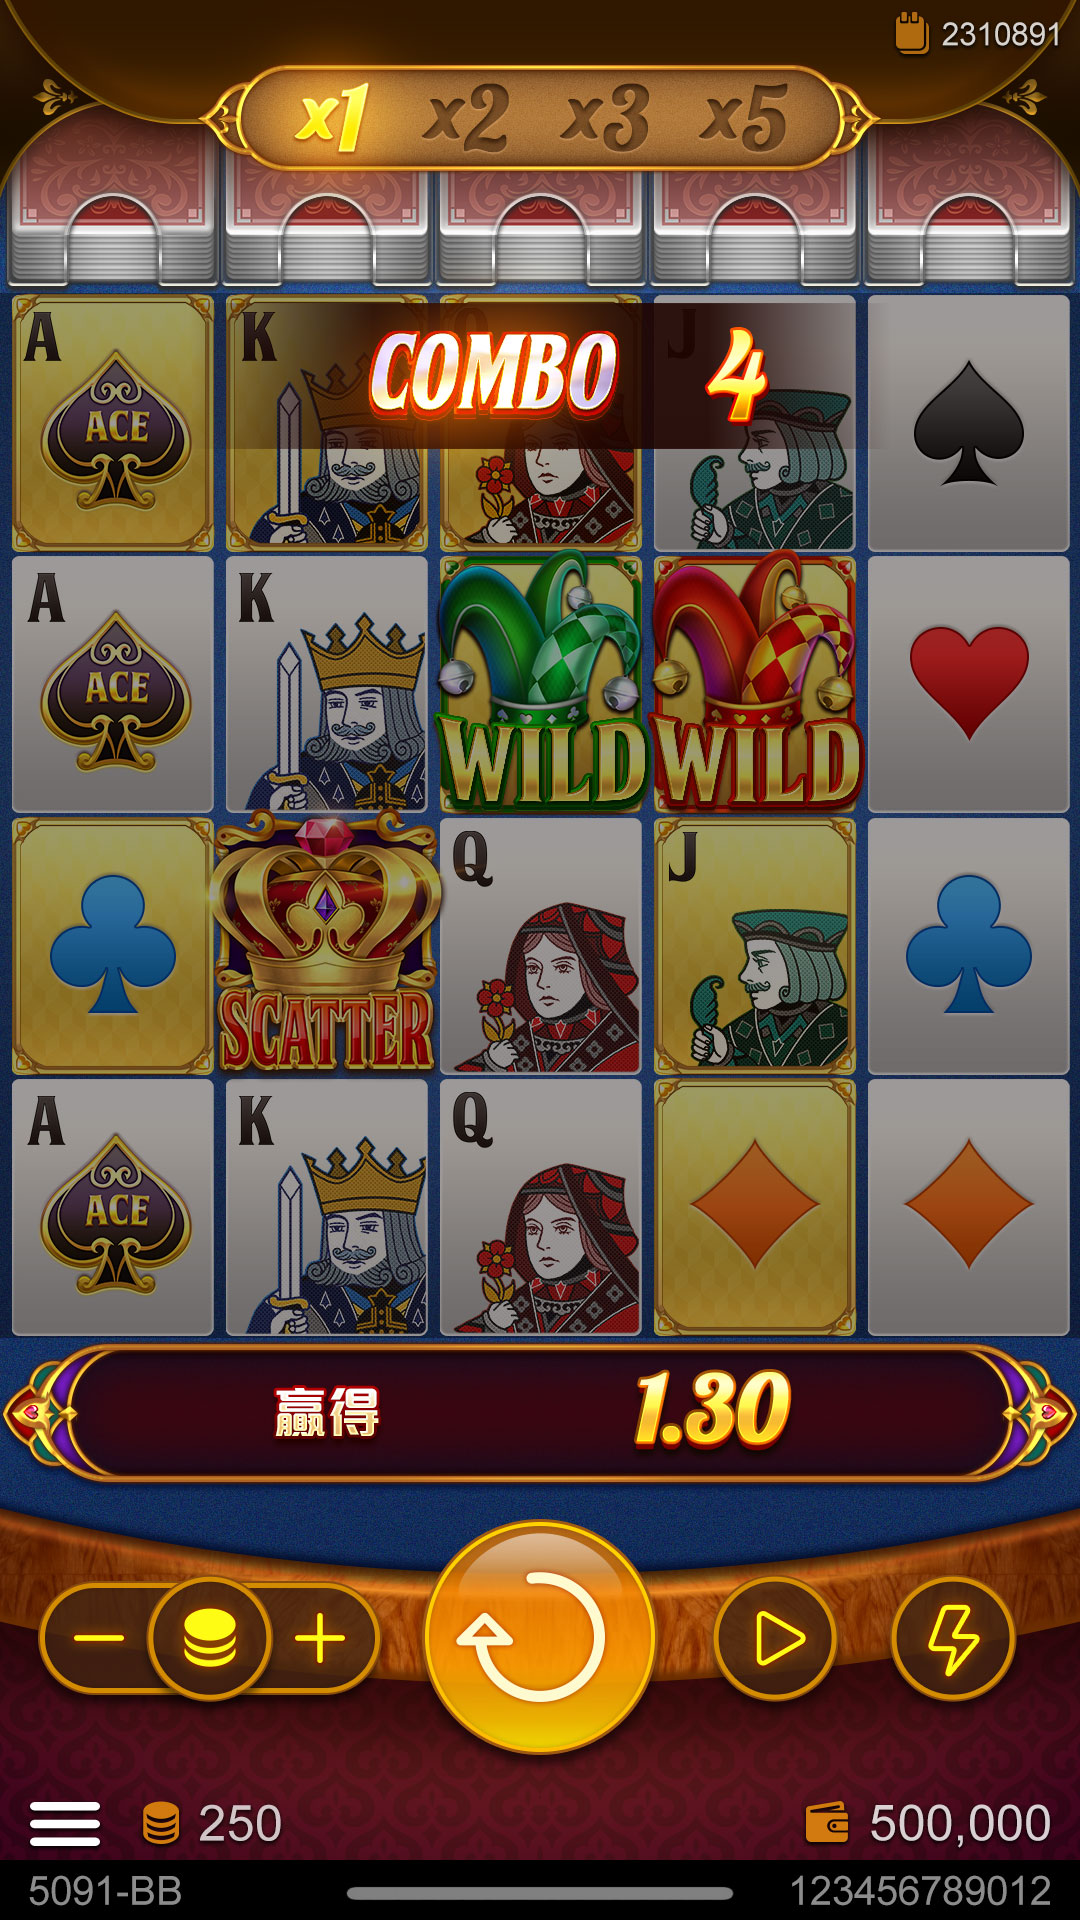 2310891
x1 x2 x3 x5
A K Q J
COMBO 4
ACE
A K
ACE WILD WILD
Q J
SCATTER
A K Q
ACE
赢得 1.30
250 500,000
5091-BB 123456789012